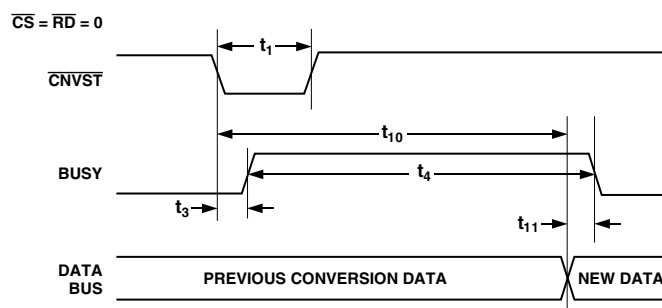 CS = RD = 0
t1
CNVST
t10
BUSY
t4
t3
t11
DATA
BUS
PREVIOUS CONVERSION DATA
NEW DATA